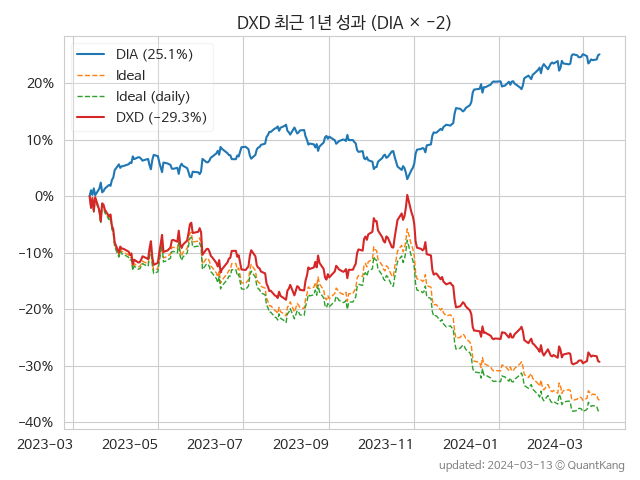 DXD 최근 1년 성과 (DIA × −2)
DIA (25.1%)
Ideal
Ideal (daily)
DXD (−29.3%)
20%
10%
0%
−10%
−20%
−30%
−40%
2023-03
2023-05
2023-07
2023-09
2023-11
2024-01
2024-03
updated: 2024-03-13 ⓒ QuantKang